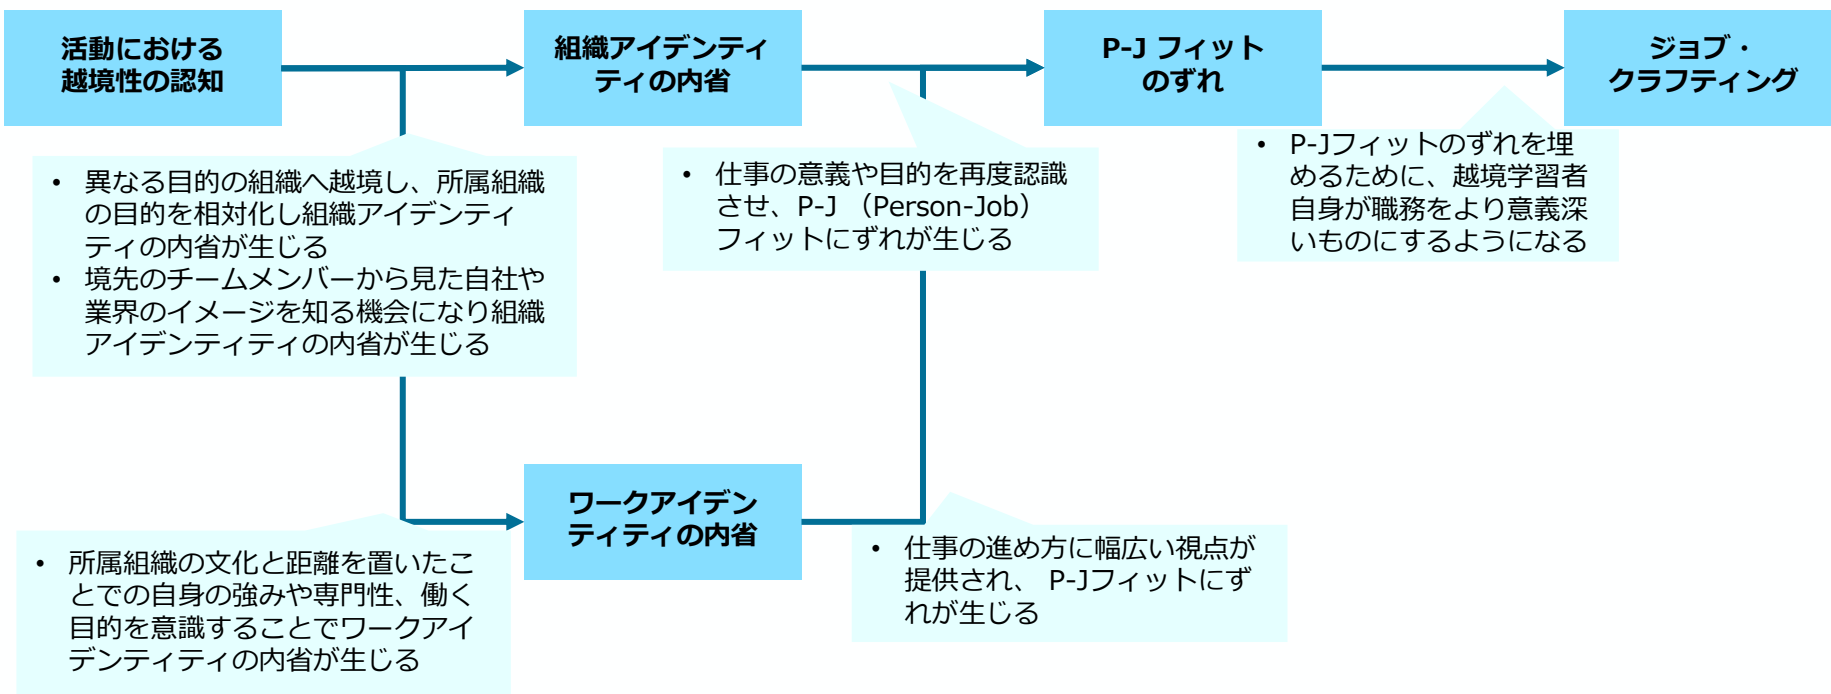 活動における
越境性の認知
組織アイデンティ
ティの内省
P-J フィット
のずれ
ジョブ・
クラフティング
• 異なる目的の組織へ越境し、所属組織
の目的を相対化し組織アイデンティ
ティの内省が生じる
• 境先のチームメンバーから見た自社や
業界のイメージを知る機会になり組織
アイデンティティの内省が生じる
• 仕事の意義や目的を再度認識
させ、P-J （Person-Job）
フィットにずれが生じる
• P-Jフィットのずれを埋
めるために、越境学習者
自身が職務をより意義深
いものにするようになる
ワークアイデン
ティティの内省
• 所属組織の文化と距離を置いたこ
とでの自身の強みや専門性、働く
目的を意識することでワークアイ
デンティティの内省が生じる
• 仕事の進め方に幅広い視点が
提供され、 P-Jフィットにず
れが生じる